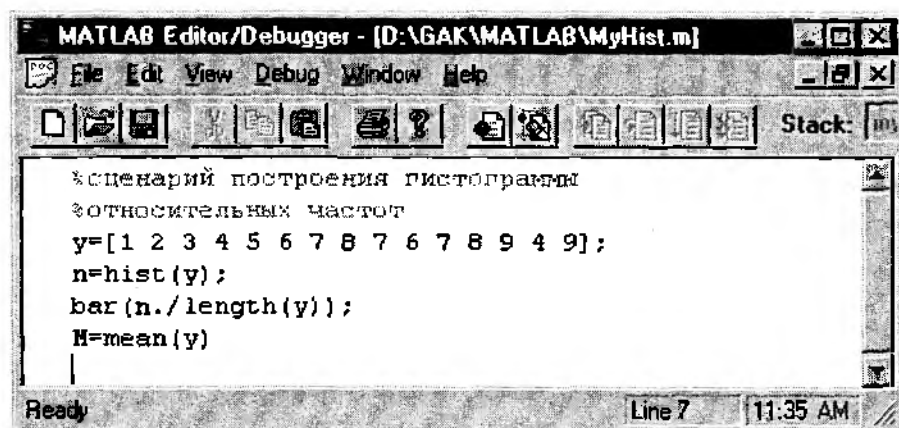 MATLAB Editor/Debugger - [D:\GAK\MATLAB\MyHist.m]
File Edit View Debug Window Help
Stack:
%сценарий построения гистограммы
%относительных частот
y=[1 2 3 4 5 6 7 8 7 6 7 8 9 4 9];
n=hist(y);
bar(n./length(y));
M=mean(y)
Ready Line 7 11:35 AM